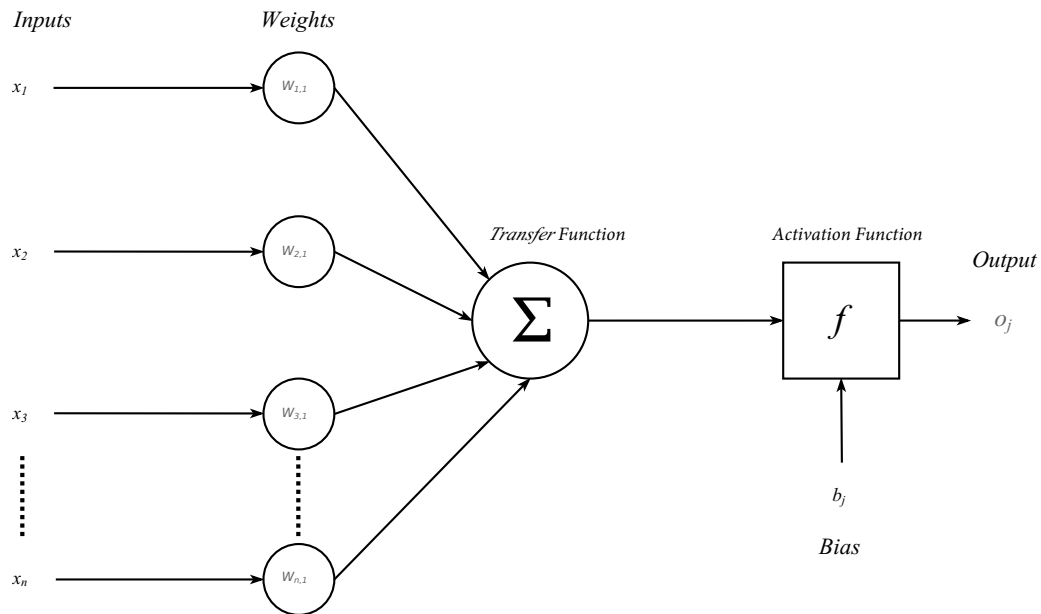 Inputs Weights
x1 W1,1
x2 W2,1
Transfer Function Activation Function
Output
Σ f Oj
x3 W3,1
bj
Bias
xn Wn,1